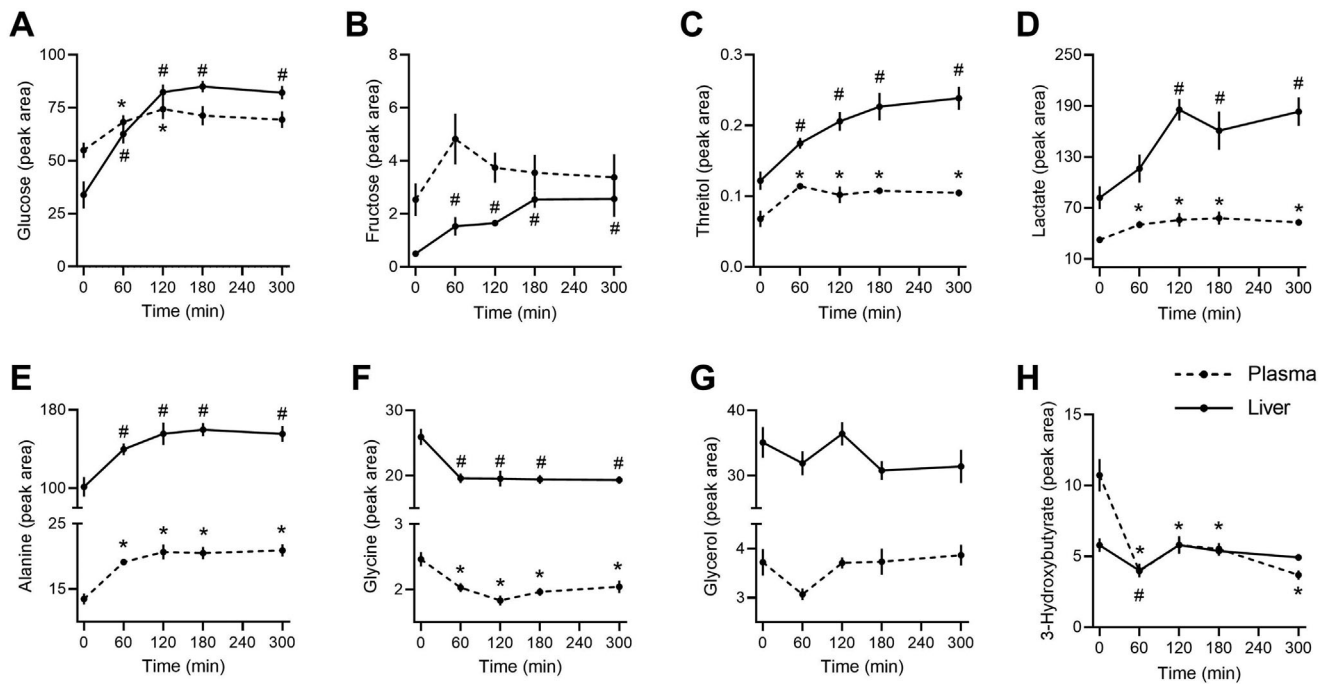 A
Glucose (peak area)
100
75
50
25
0
* # # # # *
0 60 120 180 240 300
Time (min)
B
Fructose (peak area)
8
6
4
2
0
# # # #
0 60 120 180 240 300
Time (min)
C
Threitol (peak area)
0.3
0.2
0.1
0.0
# # # #
* * * *
0 60 120 180 240 300
Time (min)
D
Lactate (peak area)
250
190
130
70
10
# # #
* * * *
0 60 120 180 240 300
Time (min)
E
Alanine (peak area)
180
100
25
15
# # # #
* * * *
0 60 120 180 240 300
Time (min)
F
Glycine (peak area)
30
20
3
2
# # # #
* * * *
0 60 120 180 240 300
Time (min)
G
Glycerol (peak area)
40
30
4
3
0 60 120 180 240 300
Time (min)
H
Plasma
Liver
3-Hydroxybutyrate (peak area)
15
10
5
0
* * *
# *
0 60 120 180 240 300
Time (min)